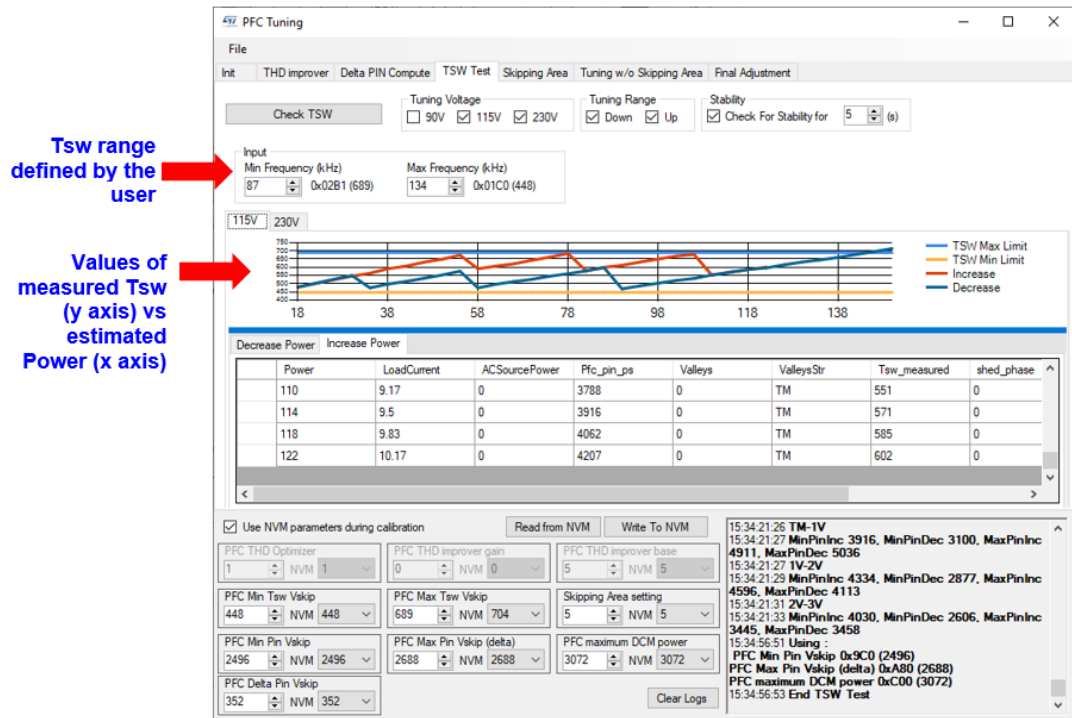 PFC Tuning
File
Init THD improver Delta PIN Compute TSW Test Skipping Area Tuning w/o Skipping Area Final Adjustment
Check TSW
Tuning Voltage
90V 115V 230V
Tuning Range
Down Up
Stability
Check For Stability for 5 (s)
Tsw range
defined by the
user
Input
Min Frequency (kHz) Max Frequency (kHz)
87 0x02B1 (689) 134 0x01C0 (448)
115V 230V
Values of
measured Tsw
(y axis) vs
estimated
Power (x axis)
750
700
650
600
550
500
450
400
18 38 58 78 98 118 138
TSW Max Limit
TSW Min Limit
Increase
Decrease
Decrease Power Increase Power
Power LoadCurrent ACSourcePower Pfc_pin_ps Valleys ValleysStr Tsw_measured shed_phase
110 9.17 0 3788 0 TM 551 0
114 9.5 0 3916 0 TM 571 0
118 9.83 0 4062 0 TM 585 0
122 10.17 0 4207 0 TM 602 0
Use NVM parameters during calibration Read from NVM Write To NVM
PFC THD Optimizer PFC THD improver gain PFC THD improver base
1 NVM 1 0 NVM 0 5 NVM 5
PFC Min Tsw Vskip PFC Max Tsw Vskip Skipping Area setting
448 NVM 448 689 NVM 704 5 NVM 5
PFC Min Pin Vskip PFC Max Pin Vskip (delta) PFC maximum DCM power
2496 NVM 2496 2688 NVM 2688 3072 NVM 3072
PFC Delta Pin Vskip
352 NVM 352
Clear Logs
15:34:21:26 TM-1V
15:34:21:27 MinPinInc 3916, MinPinDec 3100, MaxPinInc
4911, MaxPinDec 5036
15:34:21:27 1V-2V
15:34:21:29 MinPinInc 4334, MinPinDec 2877, MaxPinInc
4596, MaxPinDec 4113
15:34:21:31 2V-3V
15:34:21:33 MinPinInc 4030, MinPinDec 2606, MaxPinInc
3445, MaxPinDec 3458
15:34:56:51 Using :
PFC Min Pin Vskip 0x9C0 (2496)
PFC Max Pin Vskip (delta) 0xA80 (2688)
PFC maximum DCM power 0xC00 (3072)
15:34:56:53 End TSW Test